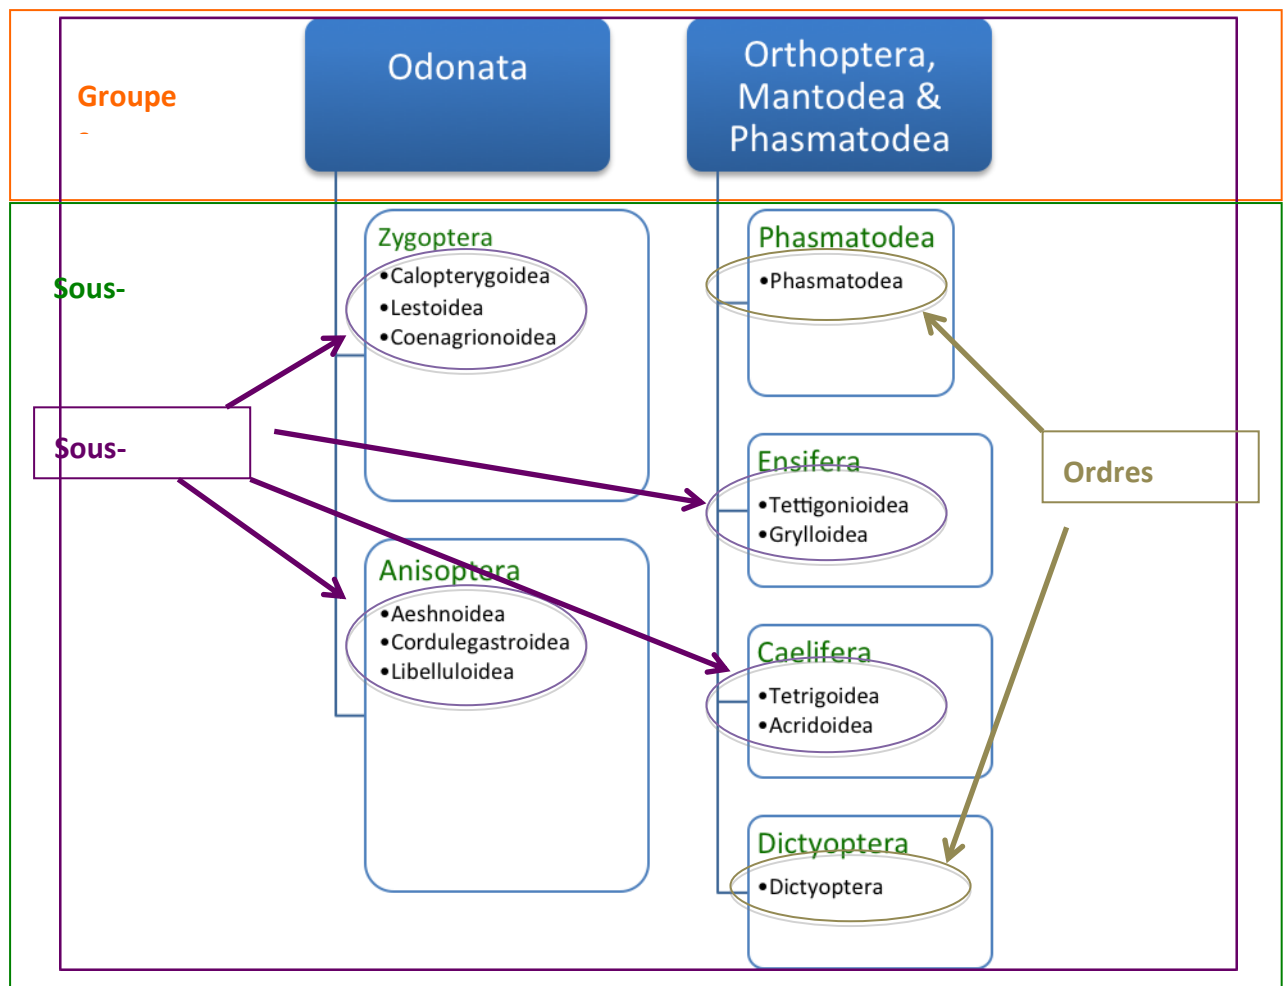 Odonata
Orthoptera,
Mantodea &
Phasmatodea
Groupe
Zygoptera
•Calopterygoidea
•Lestoidea
•Coenagrionoidea
Phasmatodea
•Phasmatodea
Sous-
Sous-
Ensifera
•Tettigonioidea
•Grylloidea
Ordres
Anisoptera
•Aeshnoidea
•Cordulegastroidea
•Libelluloidea
Caelifera
•Tetrigoidea
•Acridoidea
Dictyoptera
•Dictyoptera